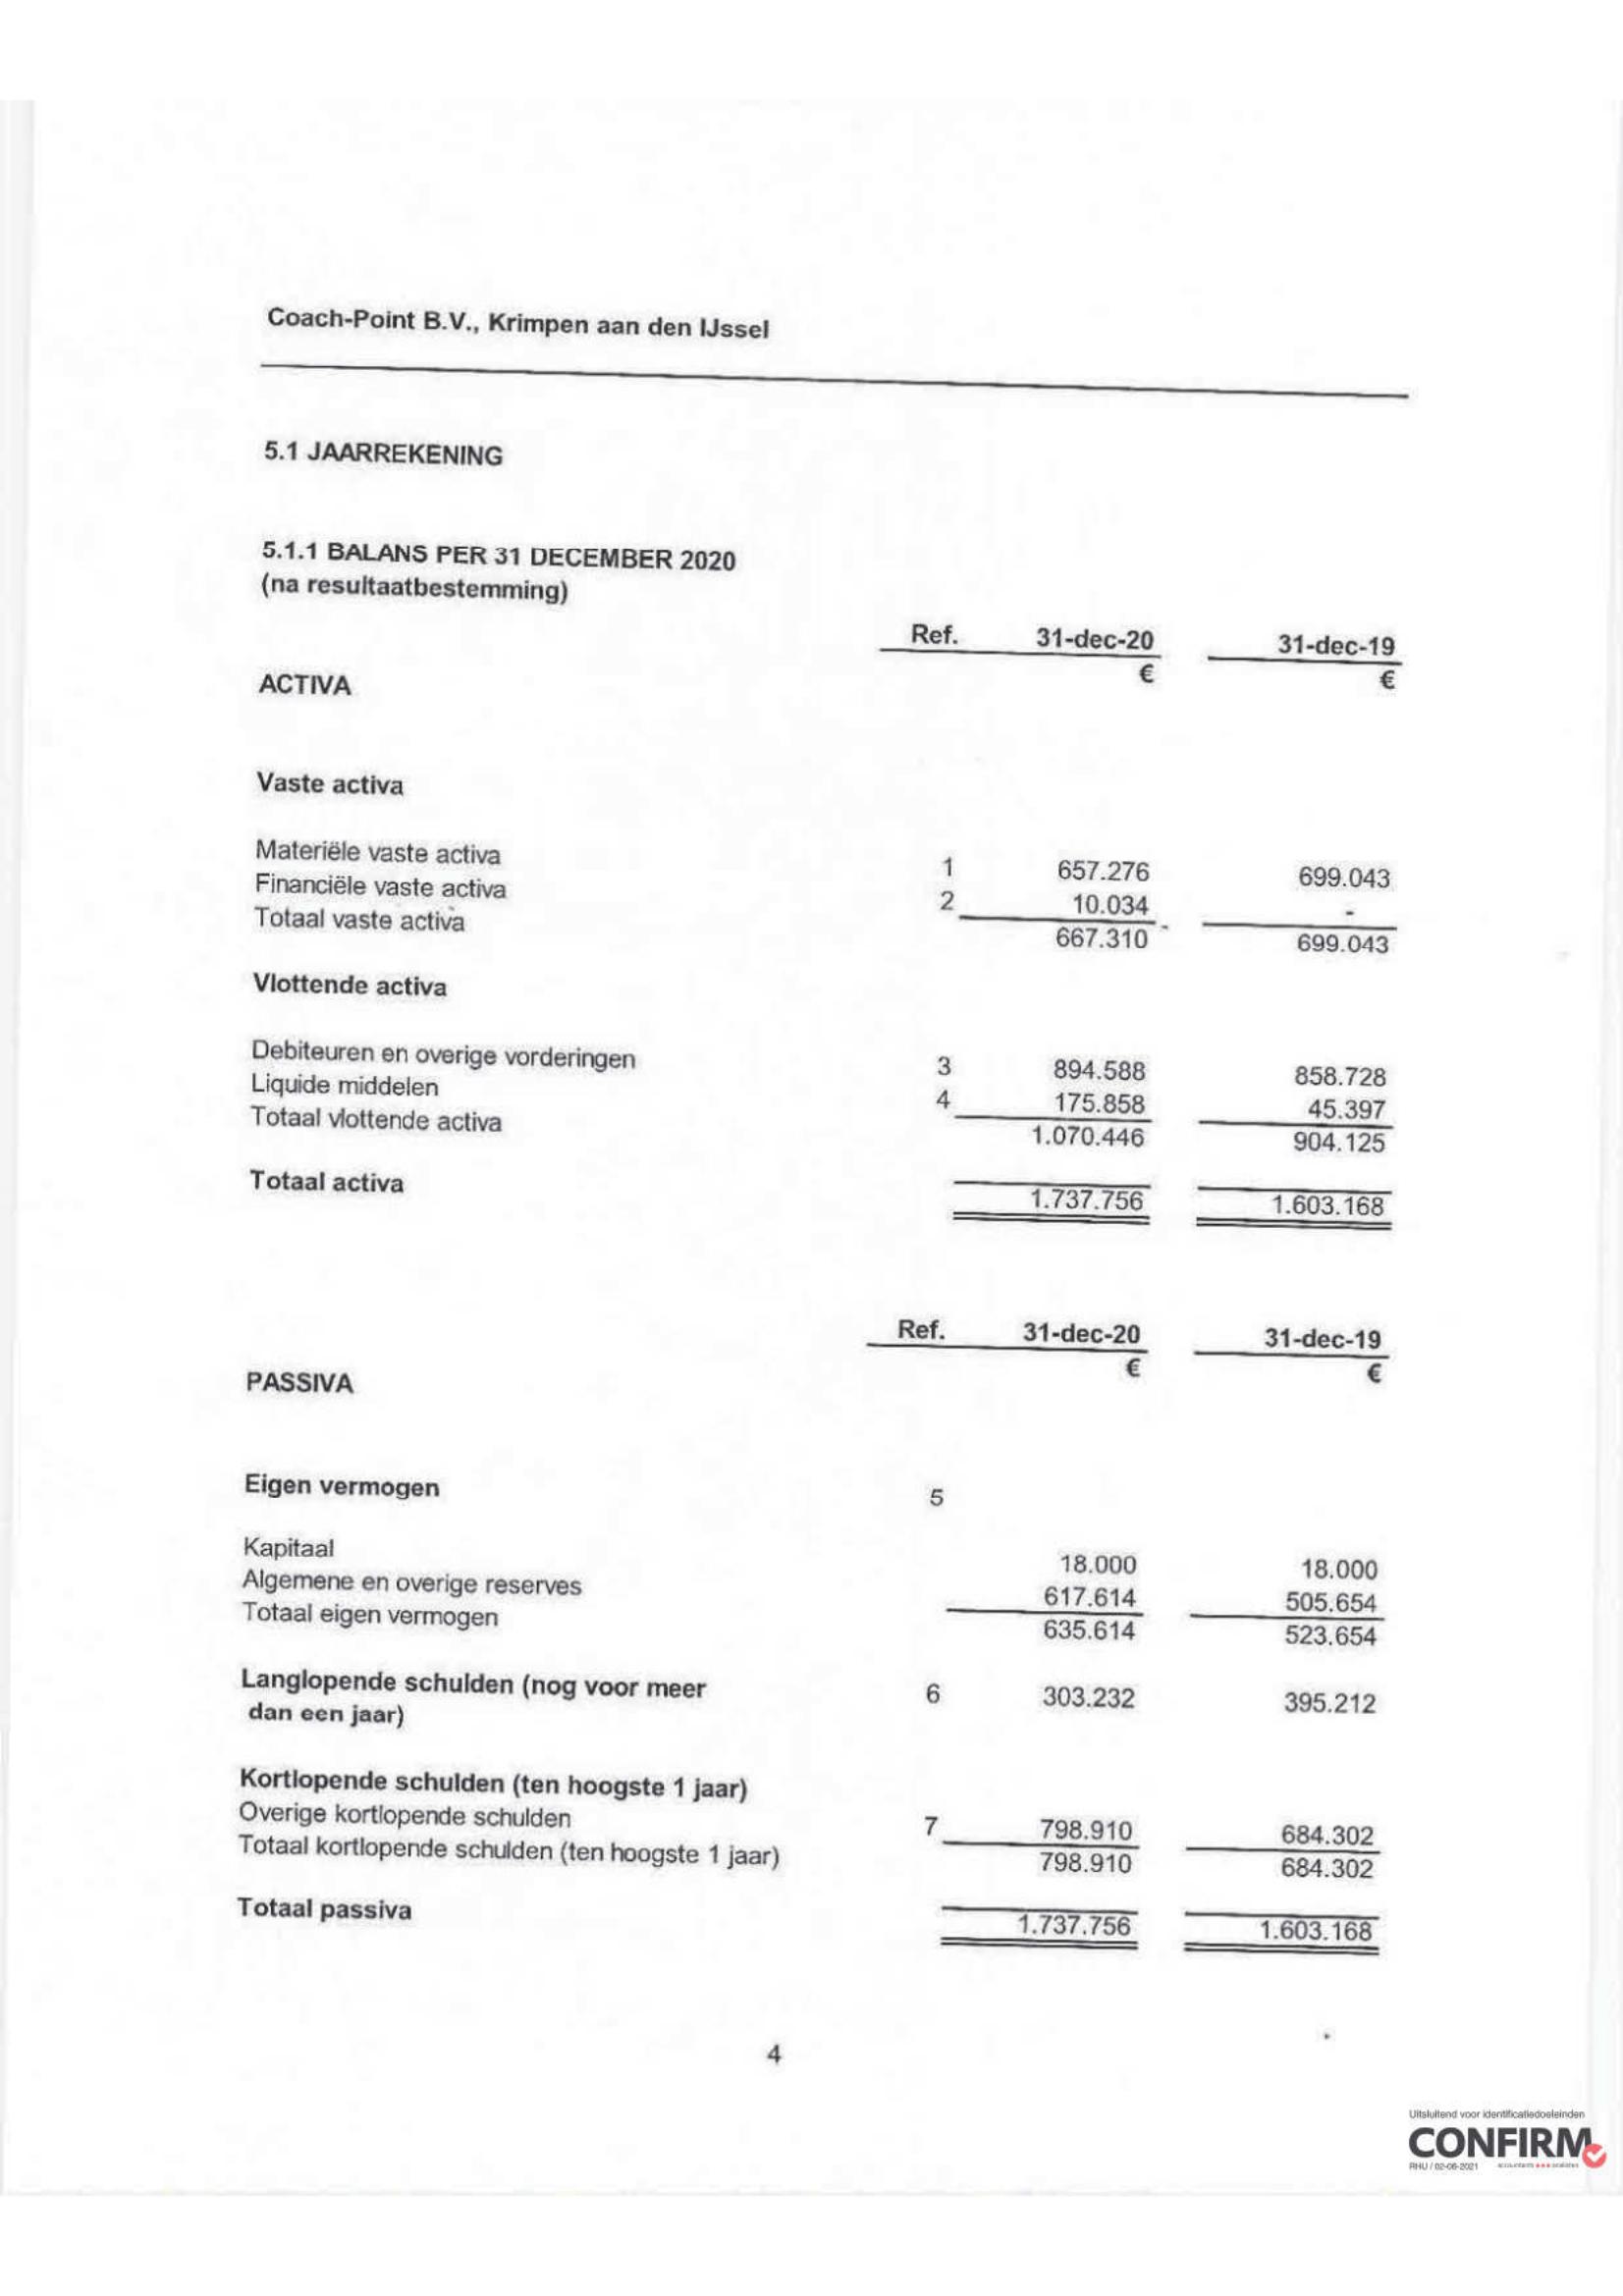 Coach-Point B.V., Krimpen aan den IJssel
5.1 JAARREKENING
5.1.1 BALANS PER 31 DECEMBER 2020
(na resultaatbestemming)
Ref. 31-dec-20 31-dec-19
€ €
ACTIVA
Vaste activa
Materiële vaste activa 1 657.276 699.043
Financiële vaste activa 2 10.034 -
Totaal vaste activa 667.310 699.043
Vlottende activa
Debiteuren en overige vorderingen 3 894.588 858.728
Liquide middelen 4 175.858 45.397
Totaal vlottende activa 1.070.446 904.125
Totaal activa 1.737.756 1.603.168
Ref. 31-dec-20 31-dec-19
€ €
PASSIVA
Eigen vermogen 5
Kapitaal 18.000 18.000
Algemene en overige reserves 617.614 505.654
Totaal eigen vermogen 635.614 523.654
Langlopende schulden (nog voor meer 6 303.232 395.212
dan een jaar)
Kortlopende schulden (ten hoogste 1 jaar)
Overige kortlopende schulden 7 798.910 684.302
Totaal kortlopende schulden (ten hoogste 1 jaar) 798.910 684.302
Totaal passiva 1.737.756 1.603.168
4
Uitsluitend voor identificatiedoeleinden
CONFIRM
RHU / 02-06-2021